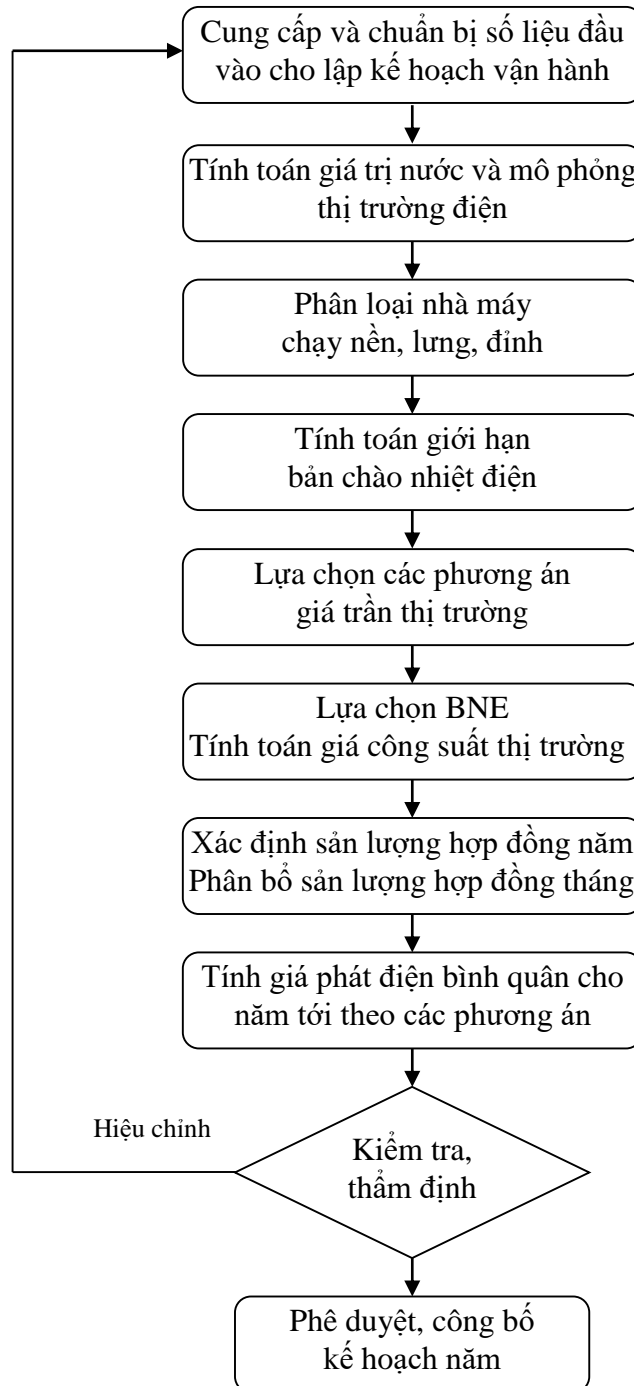 Cung cấp và chuẩn bị số liệu đầu
vào cho lập kế hoạch vận hành
Tính toán giá trị nước và mô phỏng
thị trường điện
Phân loại nhà máy
chạy nền, lưng, đỉnh
Tính toán giới hạn
bản chào nhiệt điện
Lựa chọn các phương án
giá trần thị trường
Lựa chọn BNE
Tính toán giá công suất thị trường
Xác định sản lượng hợp đồng năm
Phân bổ sản lượng hợp đồng tháng
Tính giá phát điện bình quân cho
năm tới theo các phương án
Hiệu chỉnh
Kiểm tra,
thẩm định
Phê duyệt, công bố
kế hoạch năm